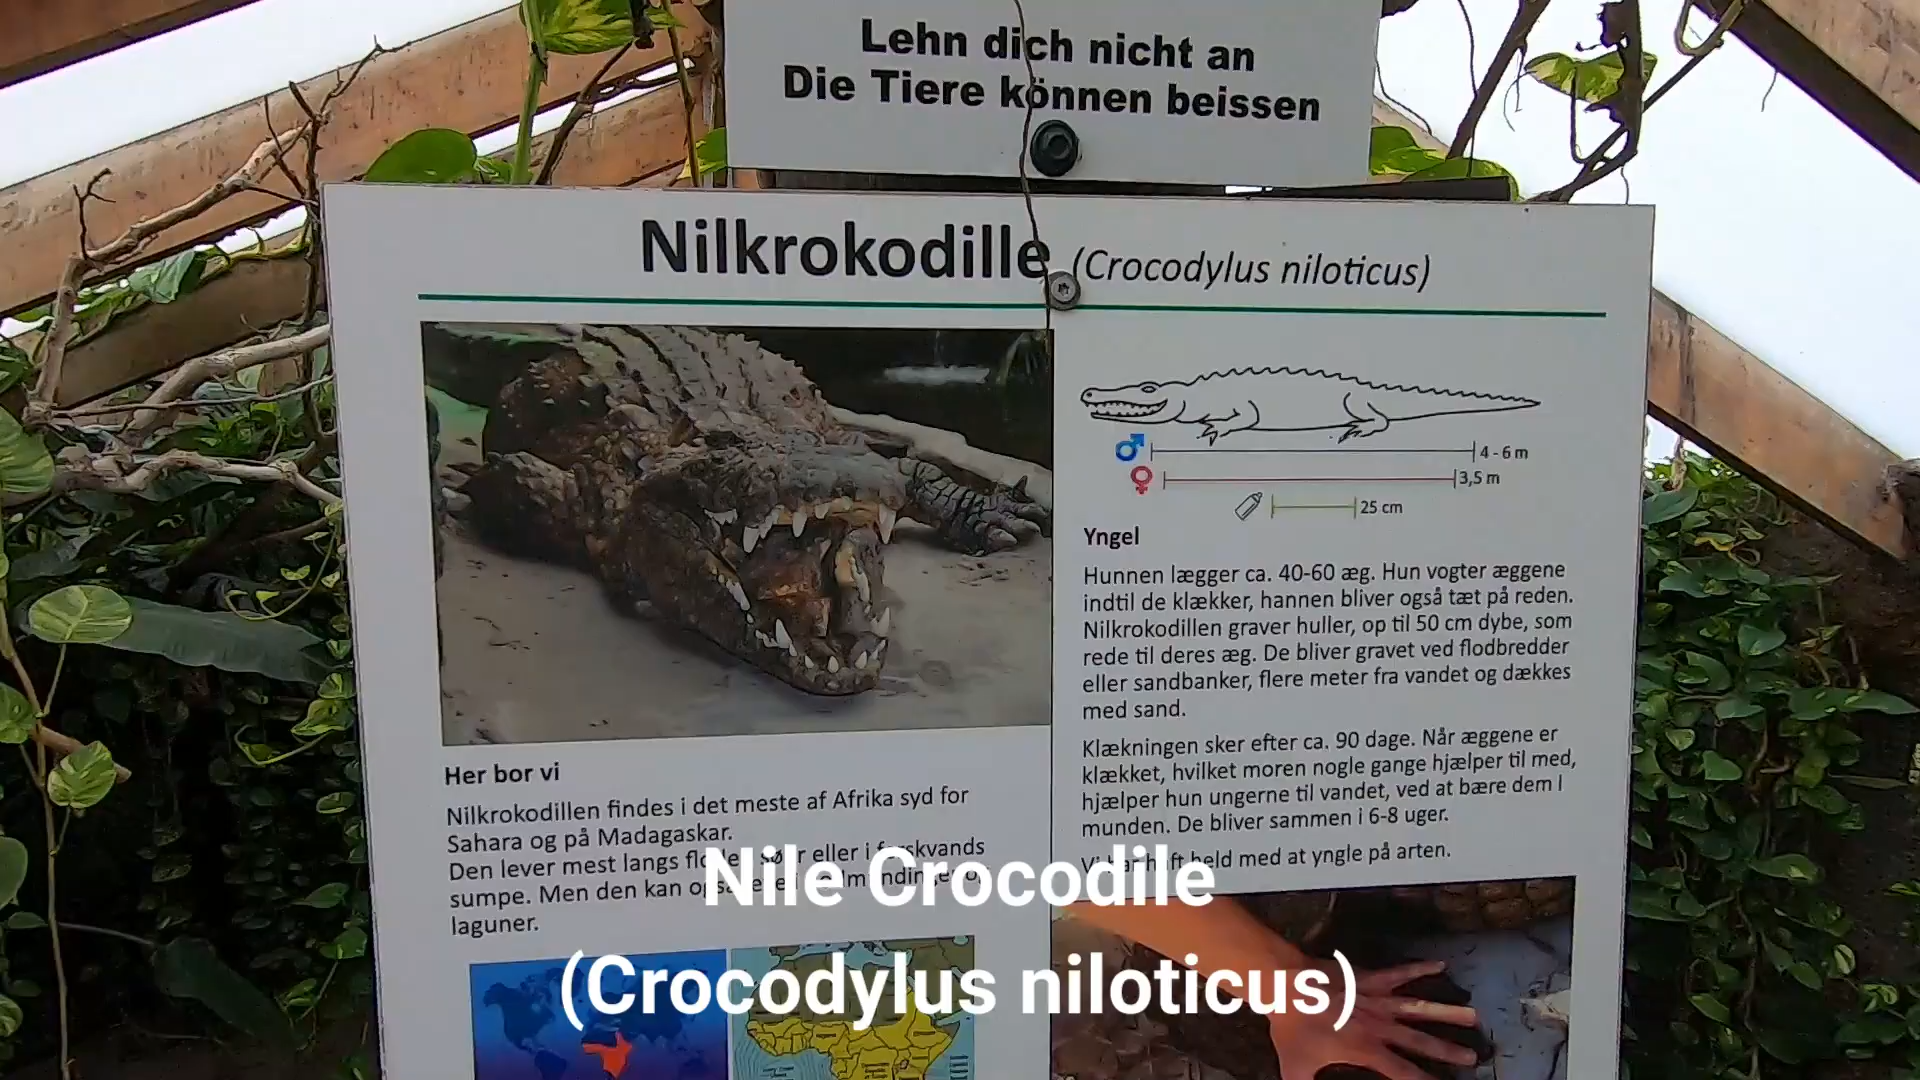 Lehn dich nicht an
Die Tiere können beissen
Nilkrokodille (Crocodylus niloticus)
4 - 6 m
3,5 m
25 cm
Yngel
Hunnen lægger ca. 40-60 æg. Hun vogter æggene
indtil de klækker, hannen bliver også tæt på reden.
Nilkrokodillen graver huller, op til 50 cm dybe, som
rede til deres æg. De bliver gravet ved flodbredder
eller sandbanker, flere meter fra vandet og dækkes
med sand.
Klækningen sker efter ca. 90 dage. Når æggene er
klækket, hvilket moren nogle gange hjælper til med,
hjælper hun ungerne til vandet, ved at bære dem I
munden. De bliver sammen i 6-8 uger.
Vi har haft held med at yngle på arten.
Her bor vi
Nilkrokodillen findes i det meste af Afrika syd for
Sahara og på Madagaskar.
Den lever mest langs eller i ferskvands
sumpe. Men den kan
laguner.
Nile Crocodile
(Crocodylus niloticus)